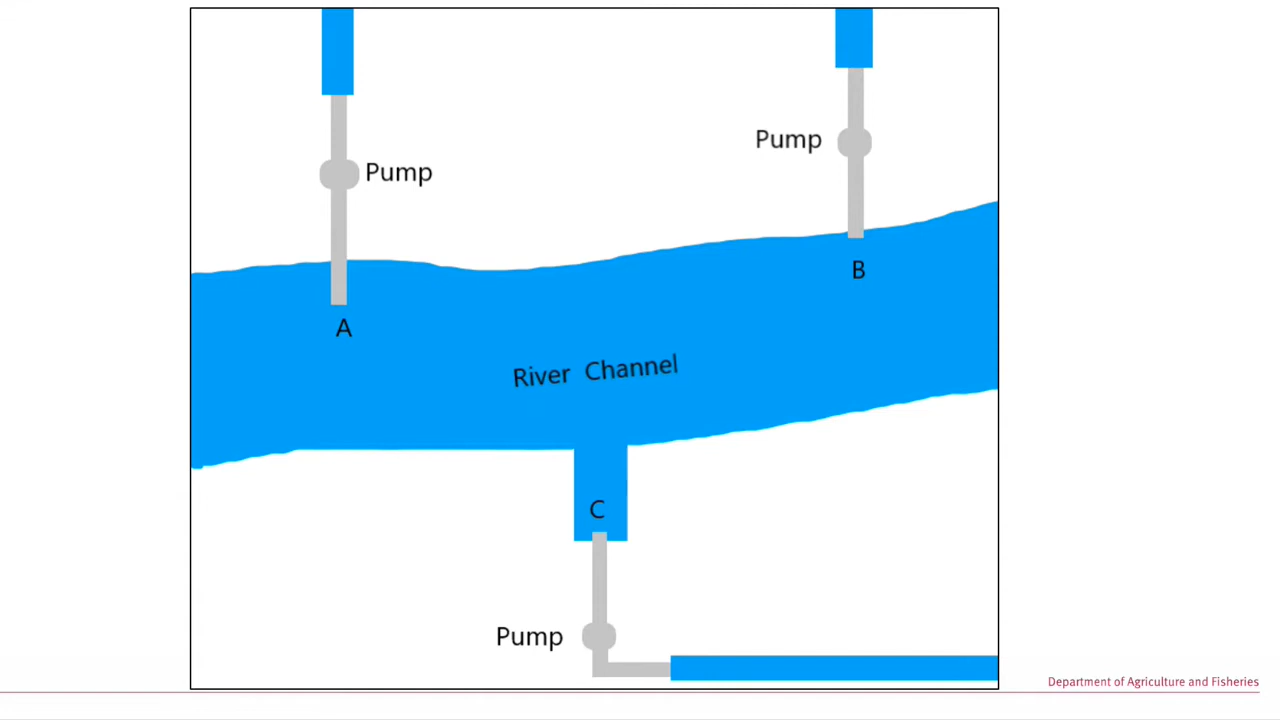 Pump
Pump
B
A
River Channel
C
Pump
Department of Agriculture and Fisheries